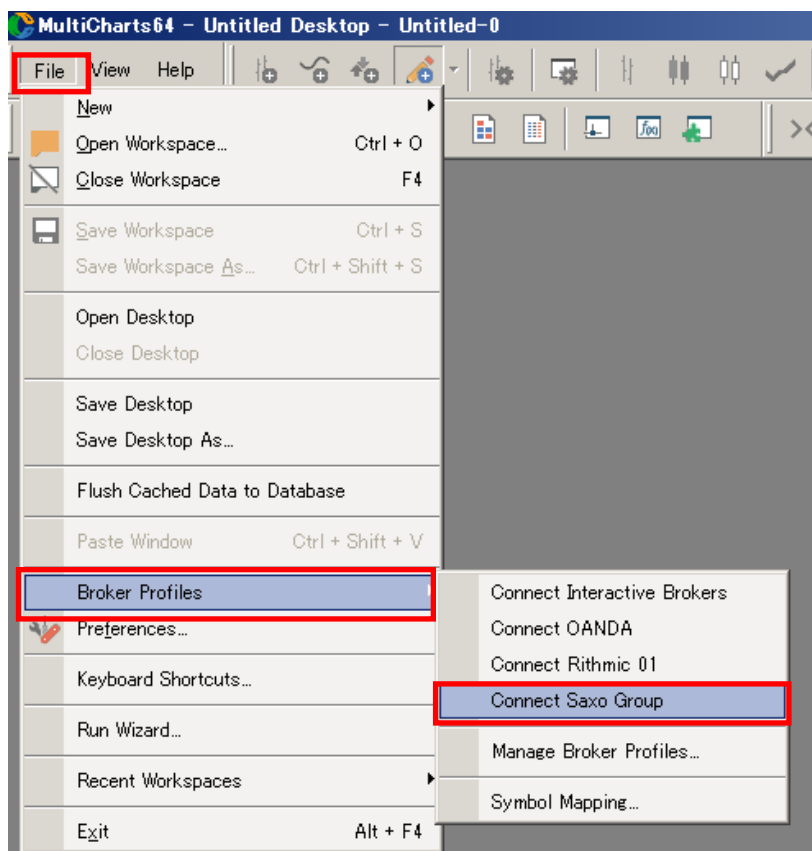 MultiCharts64 - Untitled Desktop - Untitled-0
File View Help
New
Open Workspace... Ctrl + O
Close Workspace F4
Save Workspace Ctrl + S
Save Workspace As... Ctrl + Shift + S
Open Desktop
Close Desktop
Save Desktop
Save Desktop As...
Flush Cached Data to Database
Paste Window Ctrl + Shift + V
Broker Profiles
Connect Interactive Brokers
Preferences...
Connect OANDA
Connect Rithmic 01
Keyboard Shortcuts...
Connect Saxo Group
Run Wizard...
Manage Broker Profiles...
Recent Workspaces
Symbol Mapping...
Exit Alt + F4